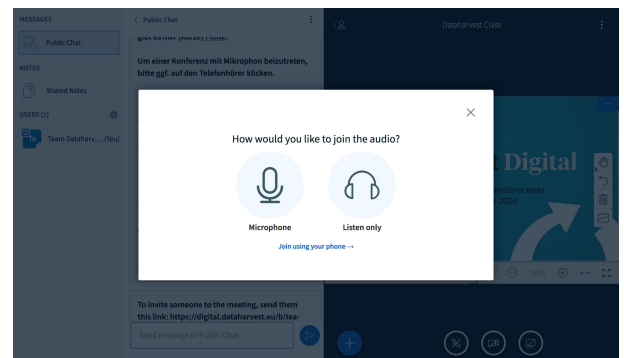 MESSAGES
Public Chat
NOTES
Shared Notes
USERS (1)
Team Dataharv... (You)
Public Chat
Um einer Konferenz mit Mikrophon beizutreten,
bitte ggf. auf den Telefonhörer klicken.
To invite someone to the meeting, send them
this link: https://digital.dataharvest.eu/b/tea-
Send message to Public Chat
Dataharvest Class
t Digital
rnalists meet
2020
100%
How would you like to join the audio?
Microphone
Listen only
Join using your phone →